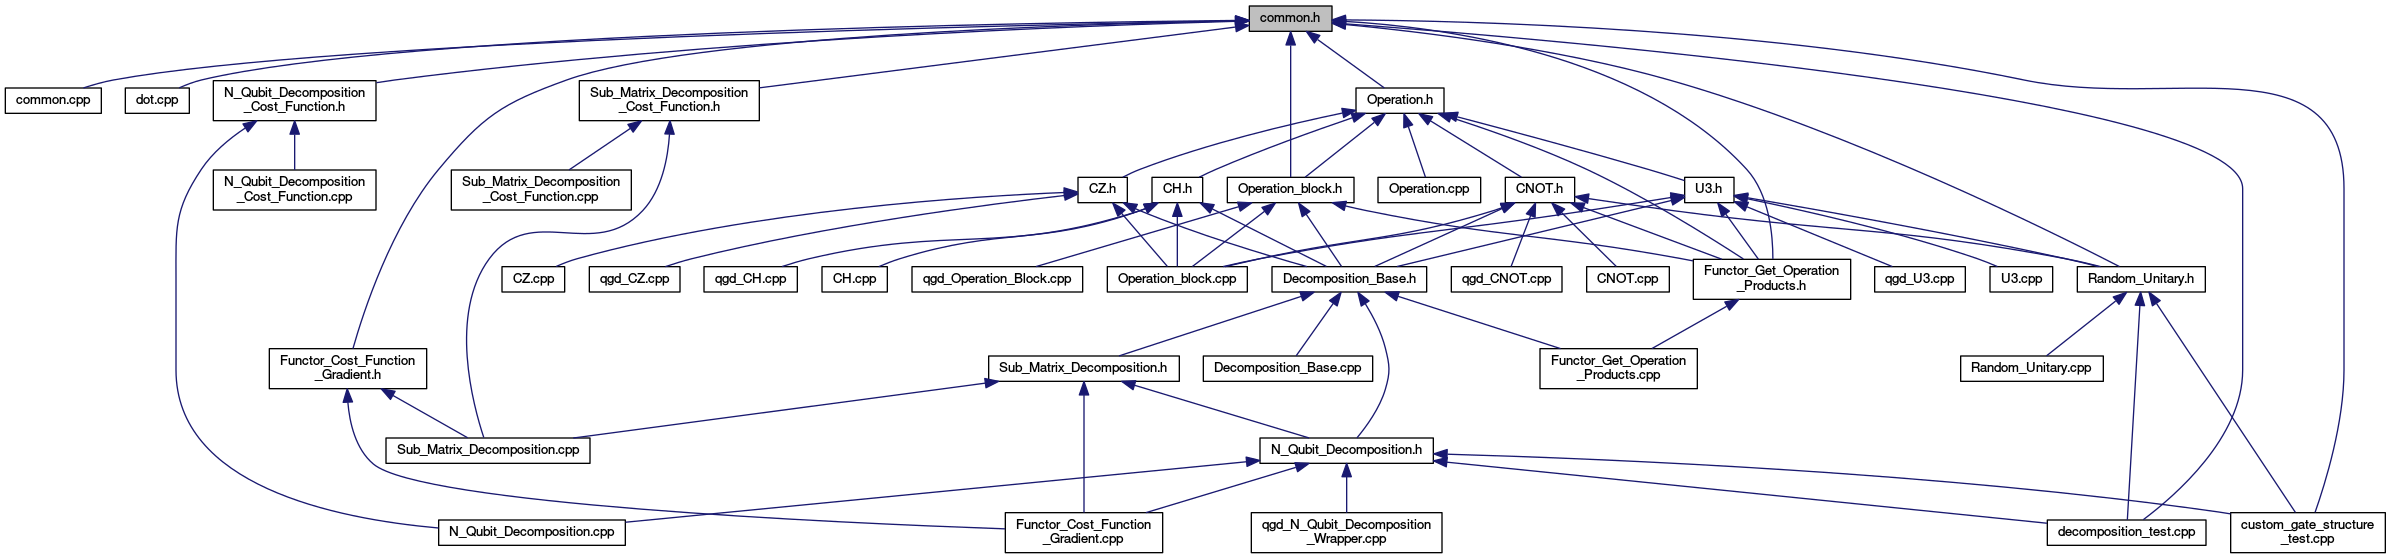 common.h
common.cpp
dot.cpp
N_Qubit_Decomposition
_Cost_Function.h
Sub_Matrix_Decomposition
_Cost_Function.h
Operation.h
N_Qubit_Decomposition
_Cost_Function.cpp
Sub_Matrix_Decomposition
_Cost_Function.cpp
CZ.h
CH.h
Operation_block.h
Operation.cpp
CNOT.h
U3.h
CZ.cpp
qgd_CZ.cpp
qgd_CH.cpp
CH.cpp
qgd_Operation_Block.cpp
Operation_block.cpp
Decomposition_Base.h
qgd_CNOT.cpp
CNOT.cpp
Functor_Get_Operation
_Products.h
qgd_U3.cpp
U3.cpp
Random_Unitary.h
Functor_Cost_Function
_Gradient.h
Sub_Matrix_Decomposition.h
Decomposition_Base.cpp
Functor_Get_Operation
_Products.cpp
Random_Unitary.cpp
Sub_Matrix_Decomposition.cpp
N_Qubit_Decomposition.h
N_Qubit_Decomposition.cpp
Functor_Cost_Function
_Gradient.cpp
qgd_N_Qubit_Decomposition
_Wrapper.cpp
decomposition_test.cpp
custom_gate_structure
_test.cpp